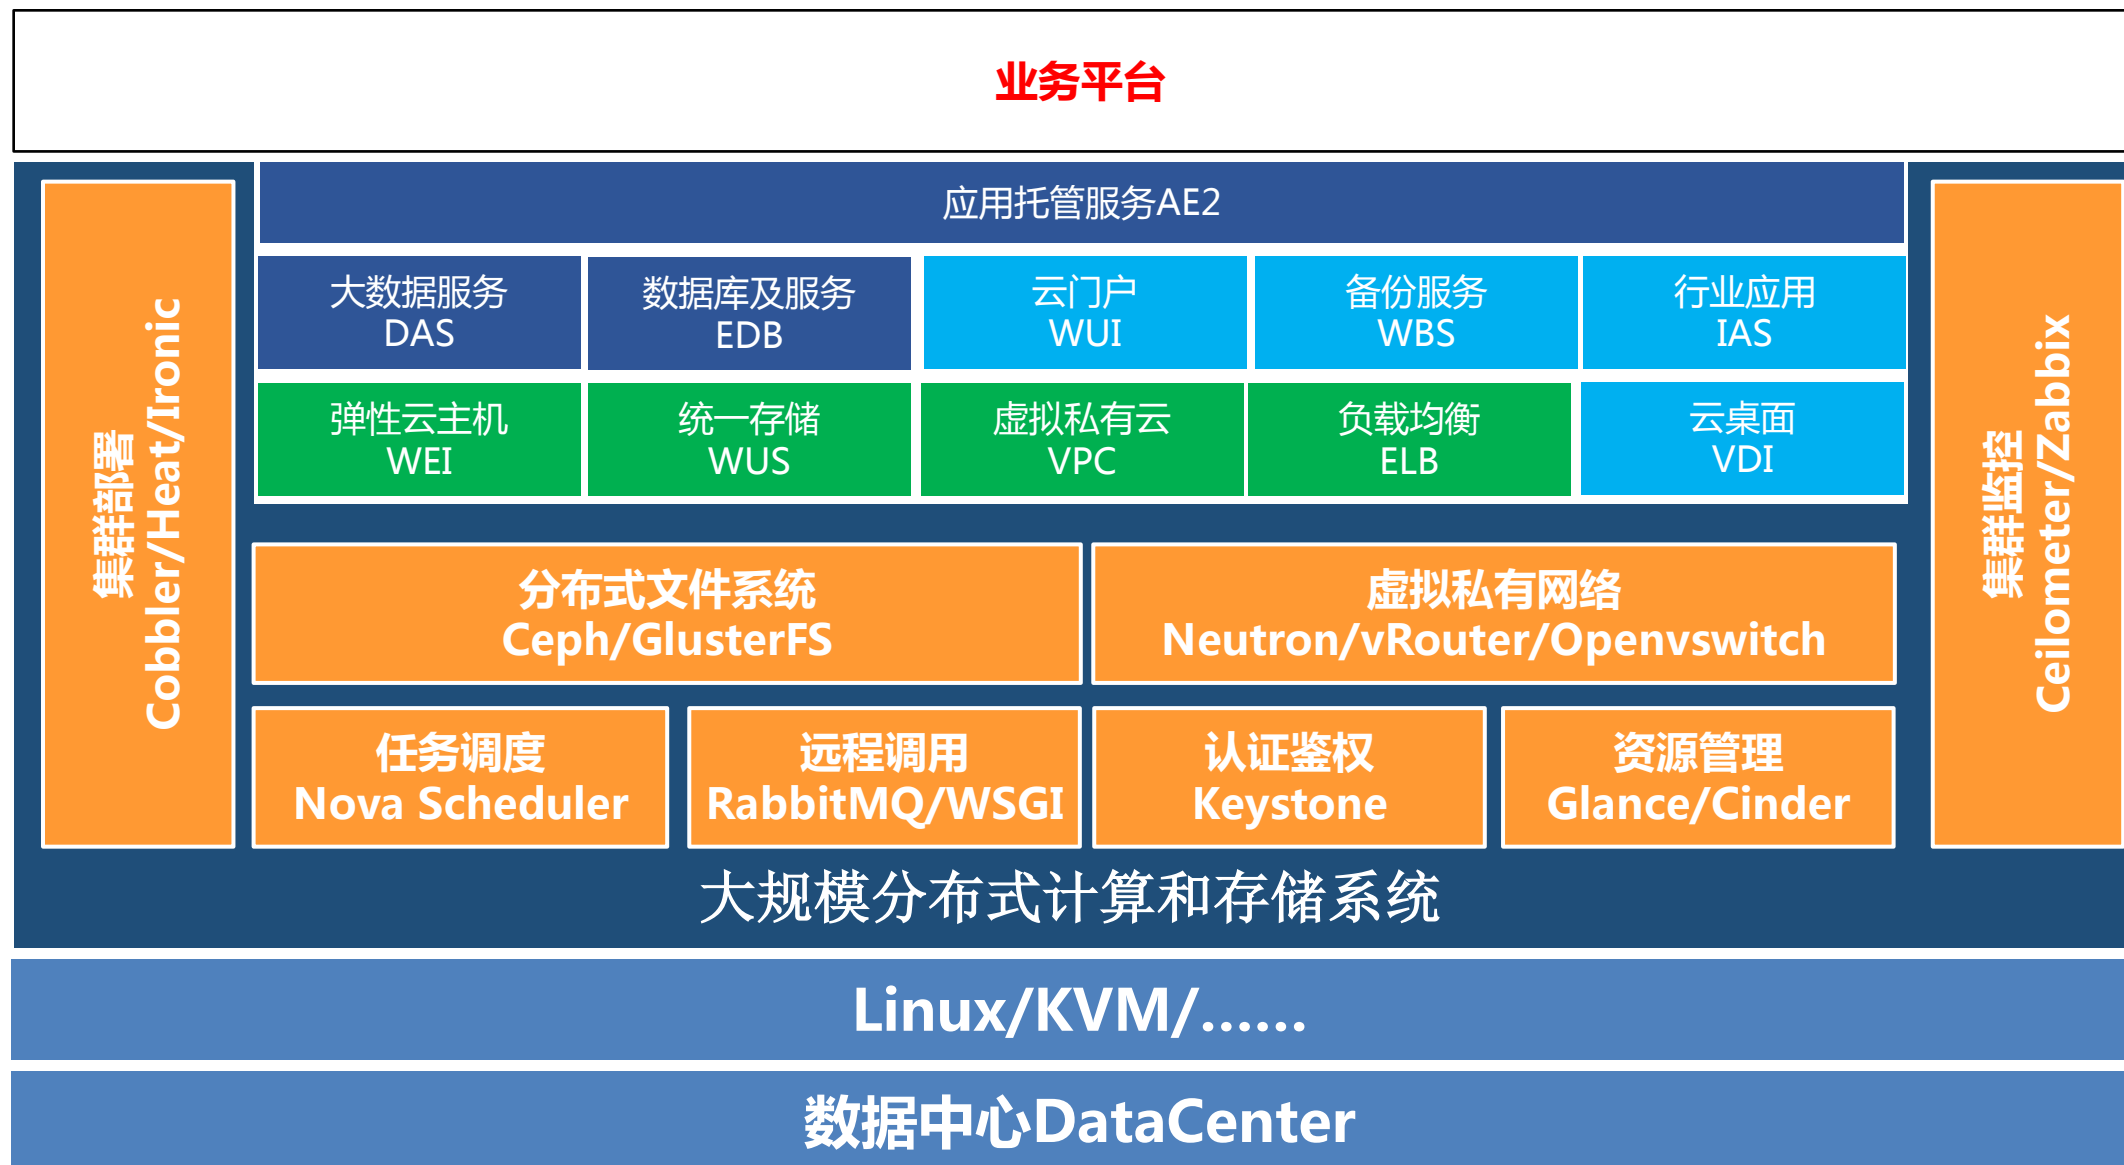 业务平台
应用托管服务AE2
大数据服务
DAS
数据库及服务
EDB
云门户
WUI
备份服务
WBS
行业应用
IAS
弹性云主机
WEI
统一存储
WUS
虚拟私有云
VPC
负载均衡
ELB
云桌面
VDI
集群部署
Cobbler/Heat/Ironic
集群监控
Ceilometer/Zabbix
分布式文件系统
Ceph/GlusterFS
虚拟私有网络
Neutron/vRouter/Openvswitch
任务调度
Nova Scheduler
远程调用
RabbitMQ/WSGI
认证鉴权
Keystone
资源管理
Glance/Cinder
大规模分布式计算和存储系统
Linux/KVM/......
数据中心DataCenter